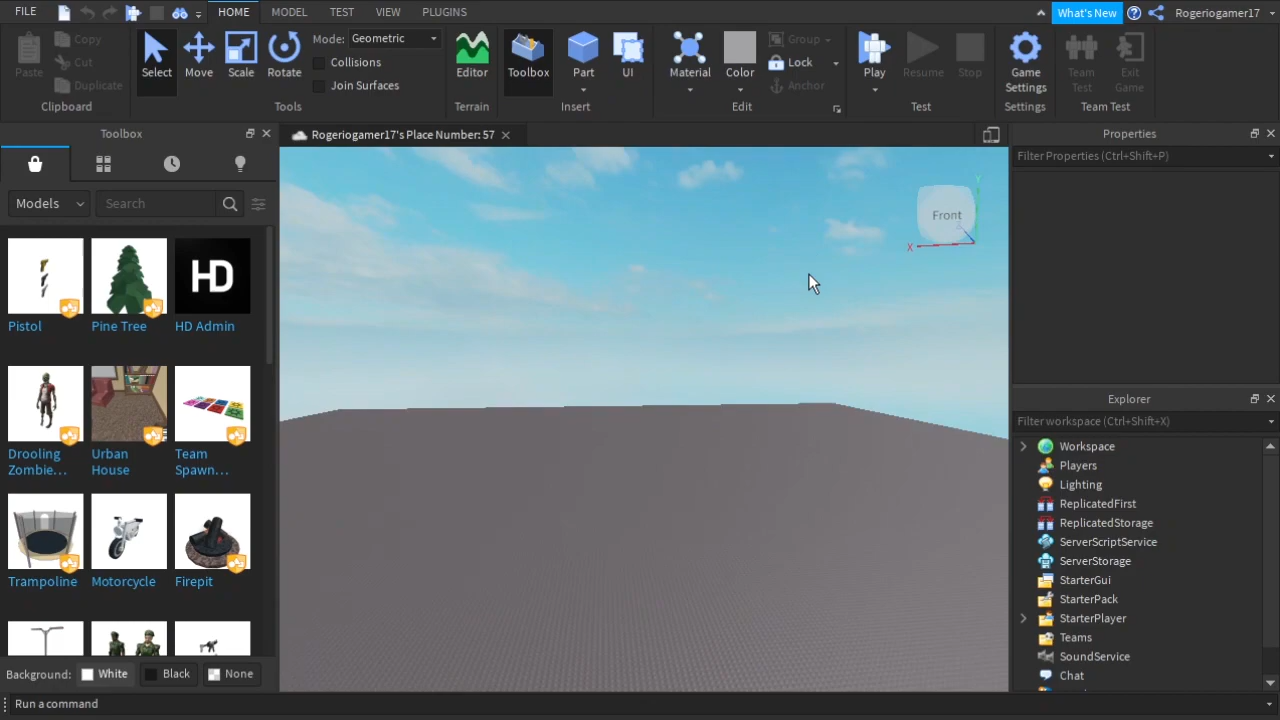 FILE
HOME
MODEL
TEST
VIEW
PLUGINS
What's New
Rogeriogamer17
Paste
Copy
Cut
Duplicate
Clipboard
Select
Move
Scale
Rotate
Mode: Geometric
Collisions
Join Surfaces
Tools
Editor
Terrain
Toolbox
Part
UI
Insert
Material
Color
Group
Lock
Anchor
Edit
Play
Resume
Stop
Test
Game
Settings
Settings
Team
Test
Exit
Game
Team Test
Toolbox
Models
Search
Pistol
Pine Tree
HD
HD Admin
Drooling
Zombie...
Urban
House
Team
Spawn...
Trampoline
Motorcycle
Firepit
Background: White Black None
Rogeriogamer17's Place Number: 57
Front
X
Y
Z
Properties
Filter Properties (Ctrl+Shift+P)
Explorer
Filter workspace (Ctrl+Shift+X)
Workspace
Players
Lighting
ReplicatedFirst
ReplicatedStorage
ServerScriptService
ServerStorage
StarterGui
StarterPack
StarterPlayer
Teams
SoundService
Chat
Run a command